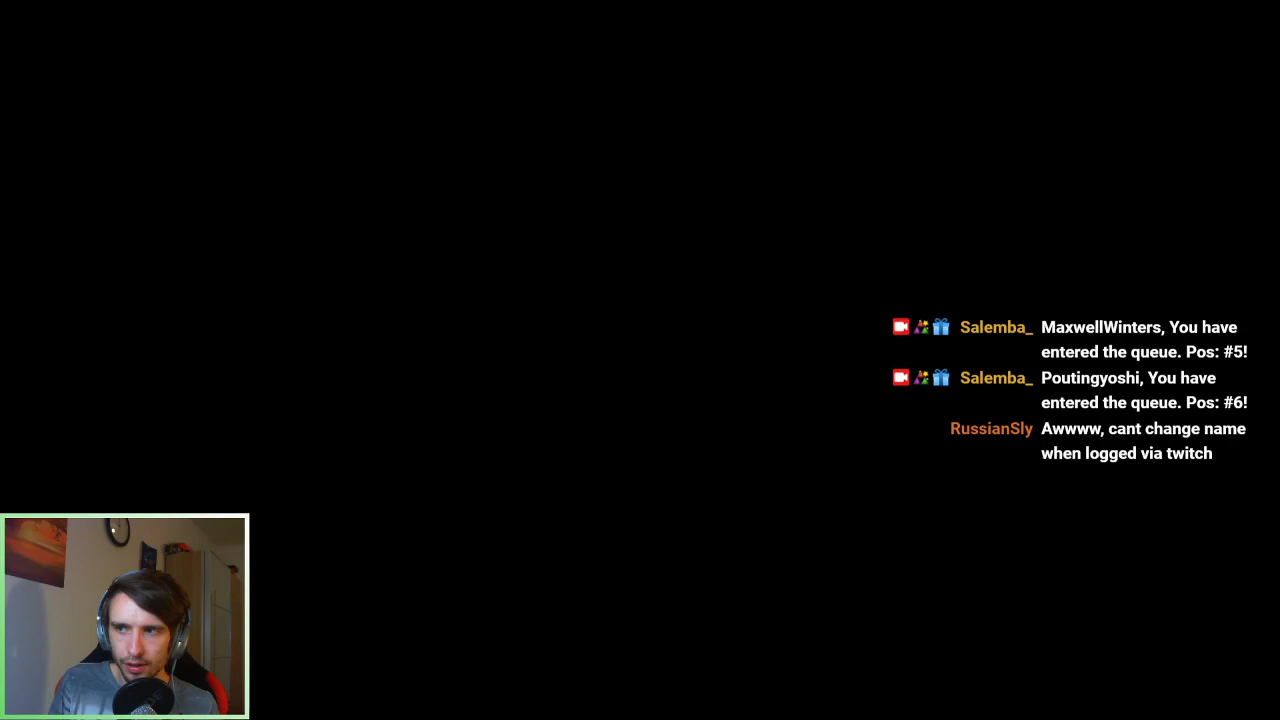 Salemba_ MaxwellWinters, You have
entered the queue. Pos: #5!
Salemba_ Poutingyoshi, You have
entered the queue. Pos: #6!
RussianSly Awwww, cant change name
when logged via twitch